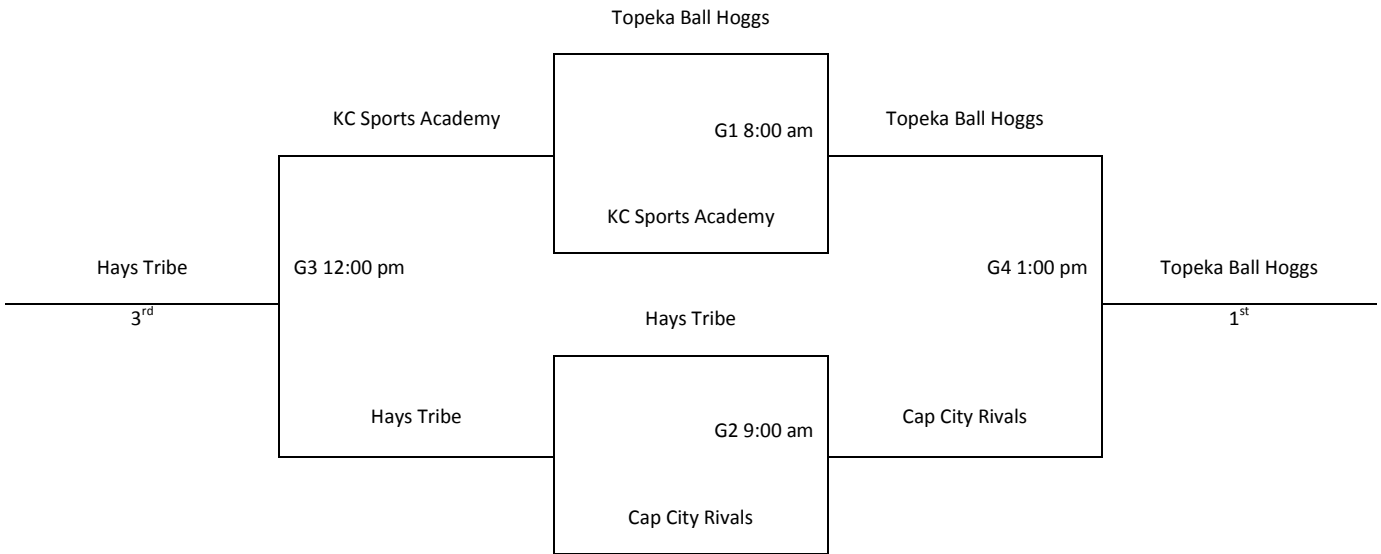 Topeka Ball Hoggs
KC Sports Academy
G1 8:00 am
Topeka Ball Hoggs
KC Sports Academy
Hays Tribe
G3 12:00 pm
G4 1:00 pm
Topeka Ball Hoggs
3rd
Hays Tribe
1st
Hays Tribe
G2 9:00 am
Cap City Rivals
Cap City Rivals